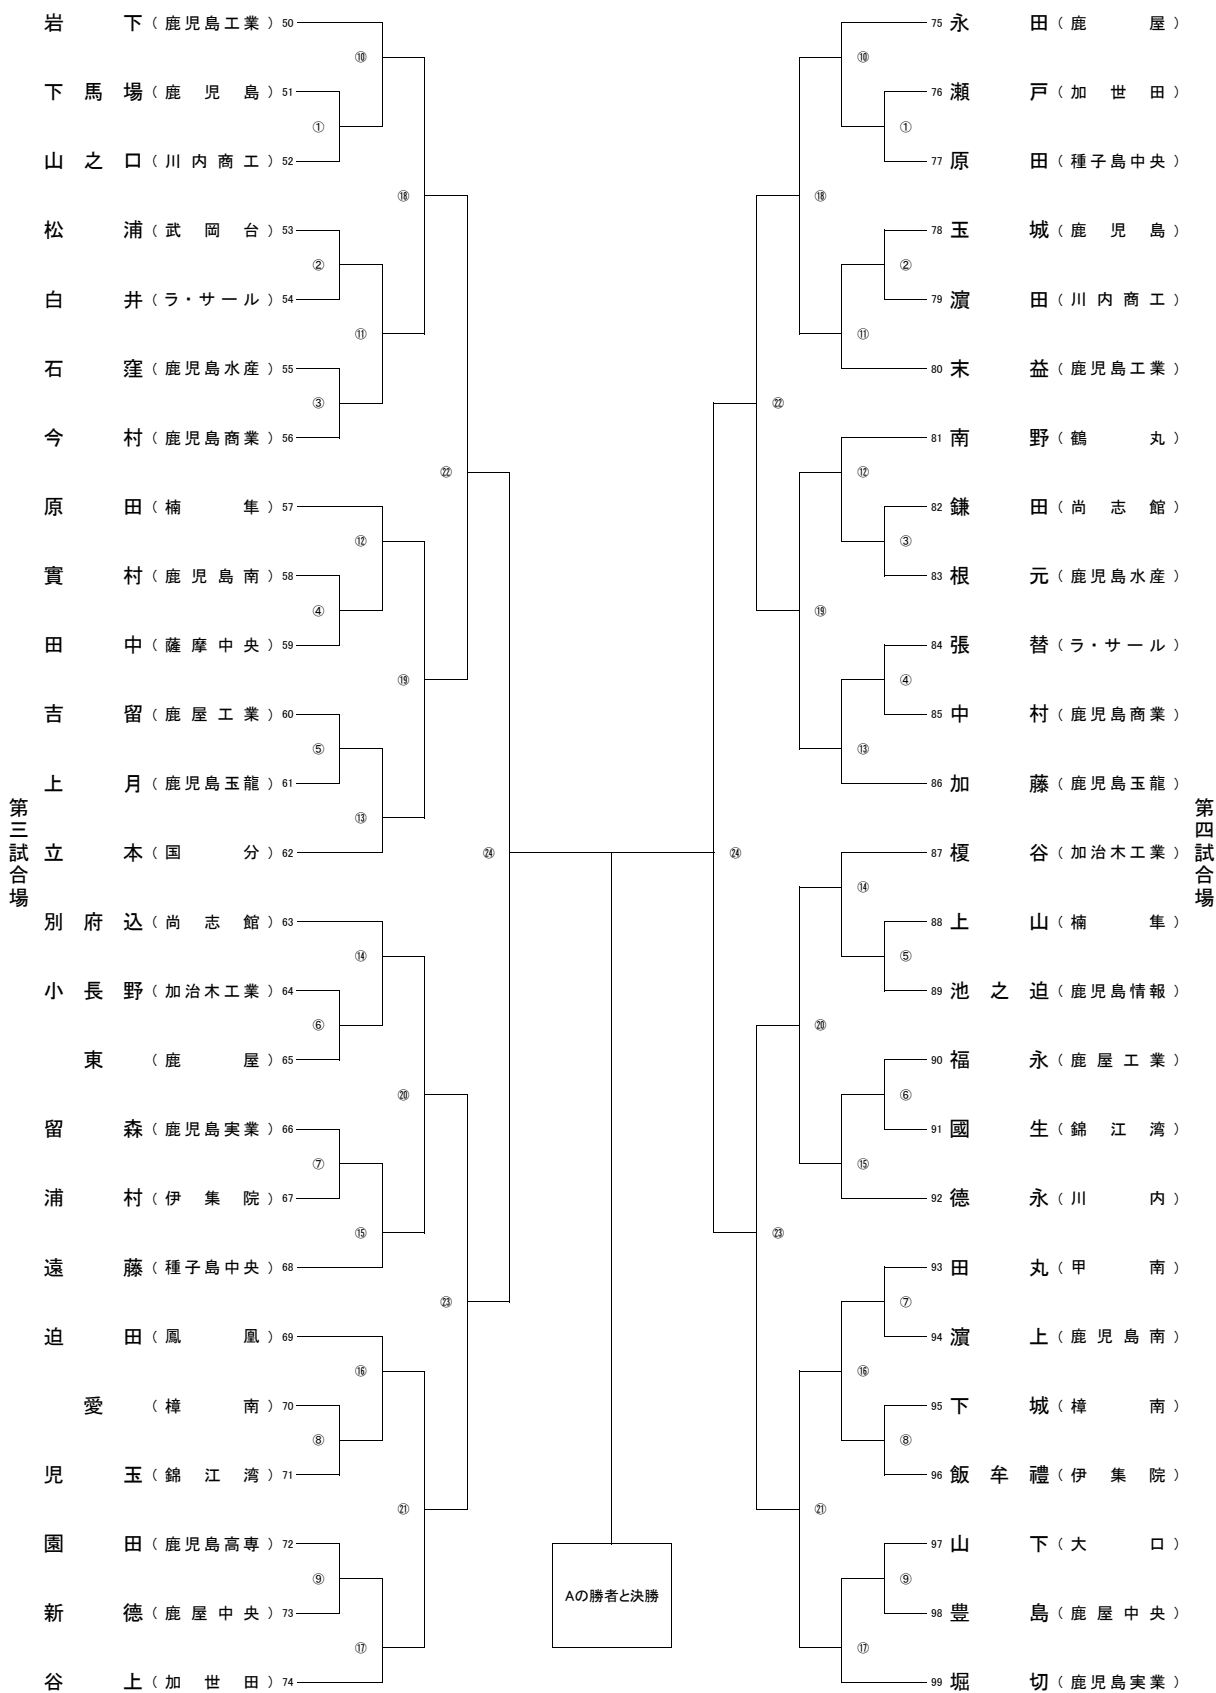 第三試合場
岩下（鹿児島工業）50
下馬場（鹿児島）51
山之口（川内商工）52
松浦（武岡台）53
白井（ラ・サール）54
石窪（鹿児島水産）55
今村（鹿児島商業）56
原田（楠隼）57
實村（鹿児島南）58
田中（薩摩中央）59
吉留（鹿屋工業）60
上月（鹿児島玉龍）61
立本（国分）62
別府込（尚志館）63
小長野（加治木工業）64
東（鹿屋）65
留森（鹿児島実業）66
浦村（伊集院）67
遠藤（種子島中央）68
迫田（鳳凰）69
愛（樟南）70
児玉（錦江湾）71
園田（鹿児島高専）72
新德（鹿屋中央）73
谷上（加世田）74
①
②
③
④
⑤
⑥
⑦
⑧
⑨
⑩
⑪
⑫
⑬
⑭
⑮
⑯
⑰
⑱
⑲
⑳
㉑
㉒
㉓
㉔
Aの勝者と決勝
㉔
㉒
㉓
⑱
⑲
⑳
㉑
⑩
⑪
⑫
⑬
⑭
⑮
⑯
⑰
①
②
③
④
⑤
⑥
⑦
⑧
⑨
75 永田（鹿屋）
76 瀬戸（加世田）
77 原田（種子島中央）
78 玉城（鹿児島）
79 濵田（川内商工）
80 末益（鹿児島工業）
81 南野（鶴丸）
82 鎌田（尚志館）
83 根元（鹿児島水産）
84 張替（ラ・サール）
85 中村（鹿児島商業）
86 加藤（鹿児島玉龍）
87 榎谷（加治木工業）
88 上山（楠隼）
89 池之迫（鹿児島情報）
90 福永（鹿屋工業）
91 國生（錦江湾）
92 德永（川内）
93 田丸（甲南）
94 濵上（鹿児島南）
95 下城（樟南）
96 飯牟禮（伊集院）
97 山下（大口）
98 豊島（鹿屋中央）
99 堀切（鹿児島実業）
第四試合場